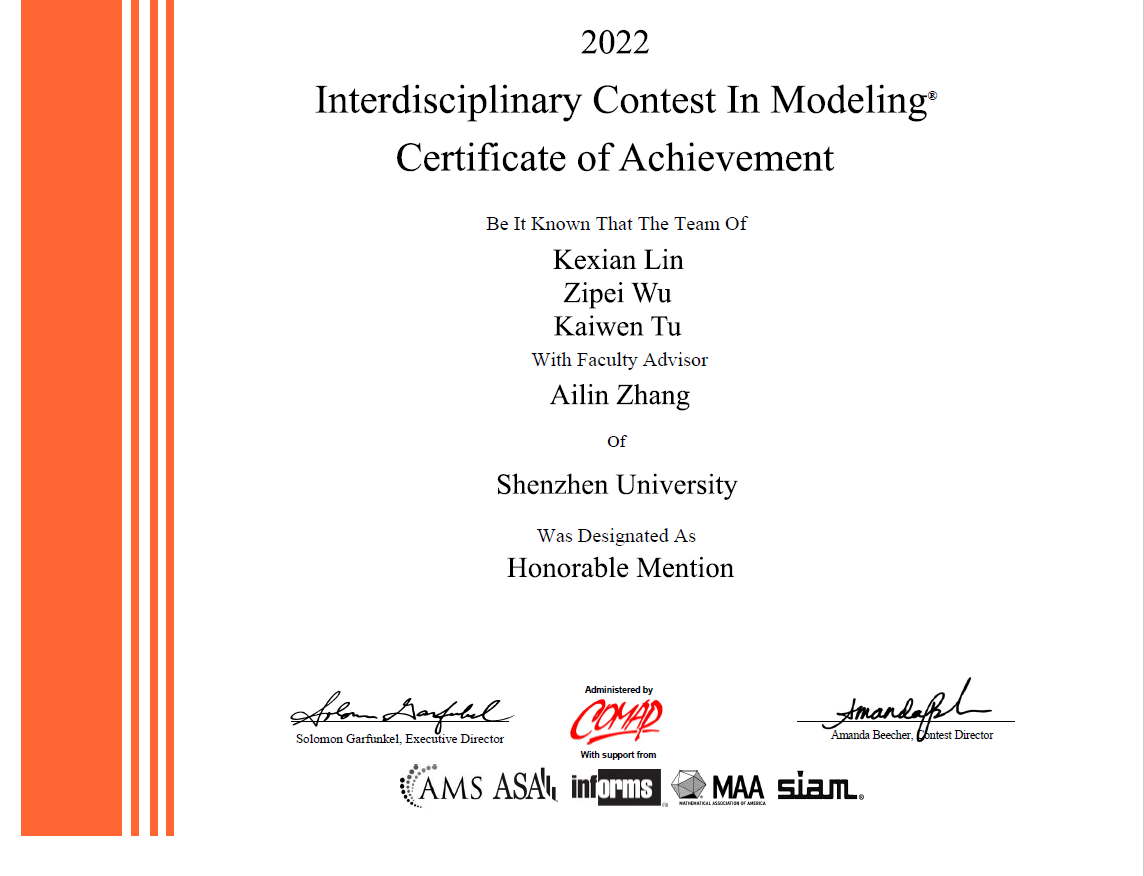 2022
Interdisciplinary Contest In Modeling®
Certificate of Achievement
Be It Known That The Team Of
Kexian Lin
Zipei Wu
Kaiwen Tu
With Faculty Advisor
Ailin Zhang
Of
Shenzhen University
Was Designated As
Honorable Mention
Solomon Garfunkel
Solomon Garfunkel, Executive Director
Administered by
COMAP
With support from
Amanda Beecher, Contest Director
AMS ASA informs MAA siam®
MATHEMATICAL ASSOCIATION OF AMERICA